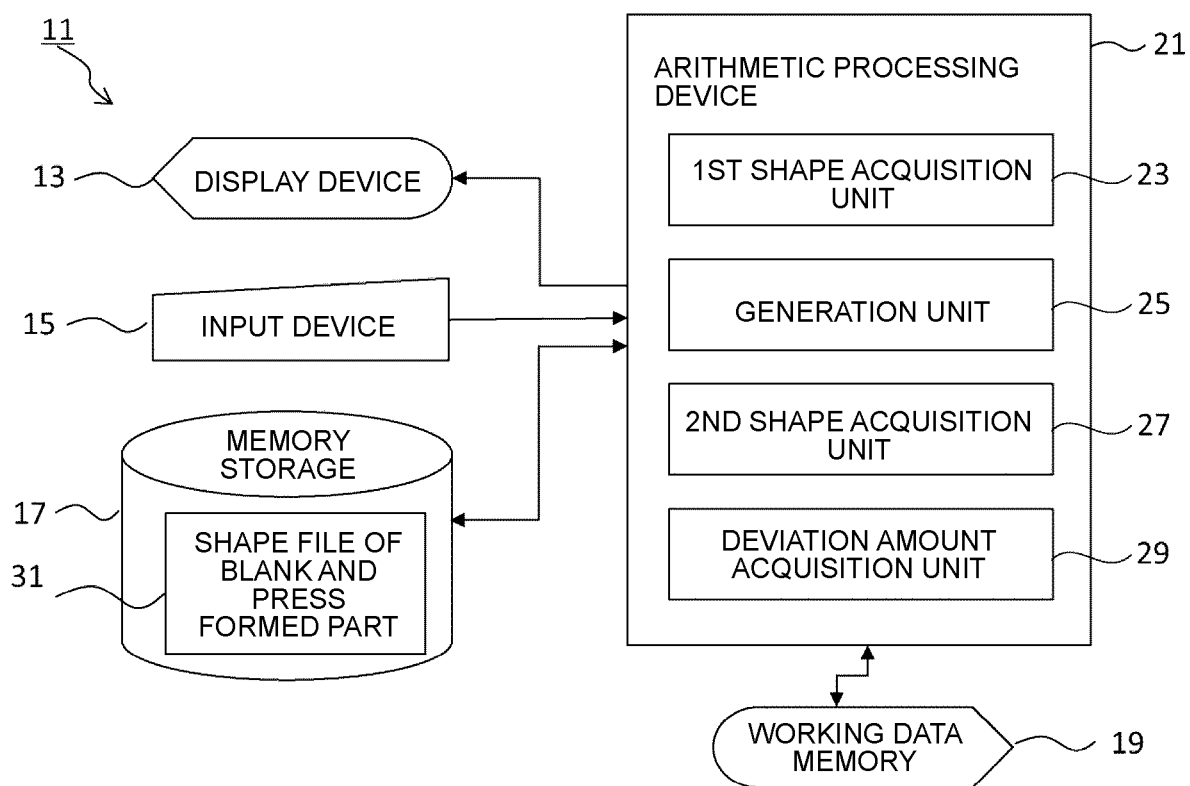 11
13
DISPLAY DEVICE
15
INPUT DEVICE
17
MEMORY
STORAGE
31
SHAPE FILE OF
BLANK AND
PRESS
FORMED PART
21
ARITHMETIC PROCESSING
DEVICE
1ST SHAPE ACQUISITION
UNIT
23
GENERATION UNIT
25
2ND SHAPE ACQUISITION
UNIT
27
DEVIATION AMOUNT
ACQUISITION UNIT
29
WORKING DATA
MEMORY
19